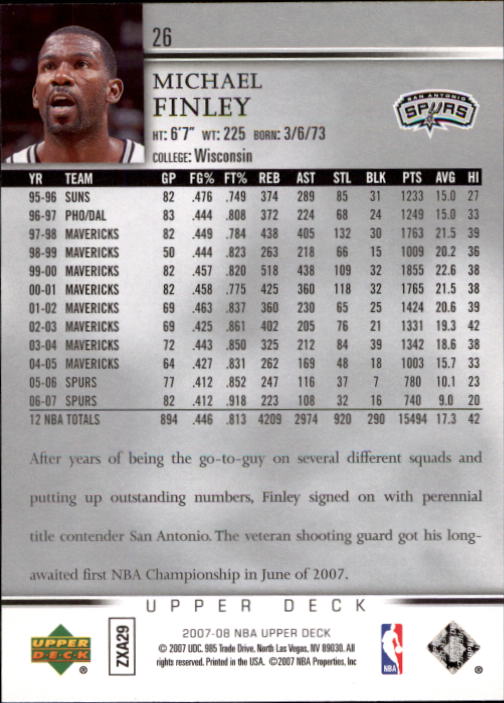 26
MICHAEL
FINLEY
SAN ANTONIO
SPURS
HT: 6'7" WT: 225 BORN: 3/6/73
COLLEGE: Wisconsin
YR TEAM GP FG% FT% REB AST STL BLK PTS AVG HI
95-96 SUNS 82 .476 .749 374 289 85 31 1233 15.0 27
96-97 PHO/DAL 83 .444 .808 372 224 68 24 1249 15.0 33
97-98 MAVERICKS 82 .449 .784 438 405 132 30 1763 21.5 39
98-99 MAVERICKS 50 .444 .823 263 218 66 15 1009 20.2 36
99-00 MAVERICKS 82 .457 .820 518 438 109 32 1855 22.6 38
00-01 MAVERICKS 82 .458 .775 425 360 118 32 1765 21.5 38
01-02 MAVERICKS 69 .463 .837 360 230 65 25 1424 20.6 39
02-03 MAVERICKS 69 .425 .861 402 205 76 21 1331 19.3 42
03-04 MAVERICKS 72 .443 .850 325 212 84 39 1342 18.6 38
04-05 MAVERICKS 64 .427 .831 262 169 48 18 1003 15.7 33
05-06 SPURS 77 .412 .852 247 116 37 7 780 10.1 23
06-07 SPURS 82 .412 .918 223 108 32 16 740 9.0 20
12 NBA TOTALS 894 .446 .813 4209 2974 920 290 15494 17.3 42
After years of being the go-to-guy on several different squads and
putting up outstanding numbers, Finley signed on with perennial
title contender San Antonio. The veteran shooting guard got his long-
awaited first NBA Championship in June of 2007.
UPPER DECK
UPPER
DECK
®
ZXA29
2007-08 NBA UPPER DECK
© 2007 UDC. 985 Trade Drive. North Las Vegas, NV 89030. All
rights reserved. Printed in the USA. ©2007 NBA Properties, Inc
NBA
®
®